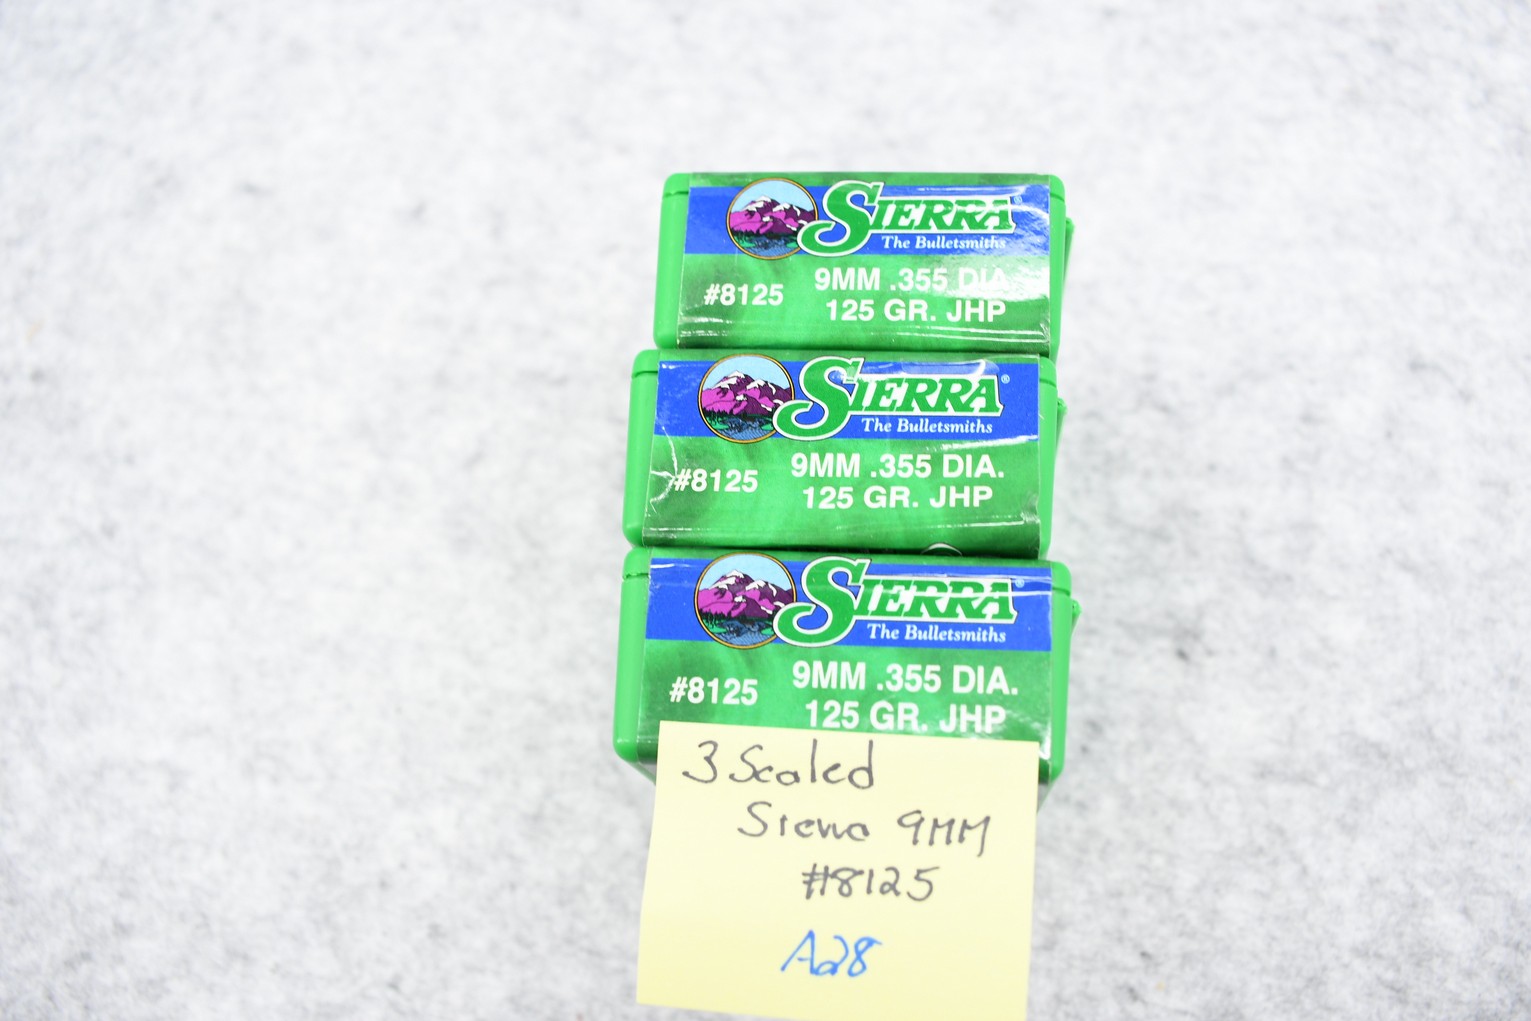 SIERRA®
The Bulletsmiths
#8125
9MM .355 DIA.
125 GR. JHP
SIERRA®
The Bulletsmiths
#8125
9MM .355 DIA.
125 GR. JHP
SIERRA®
The Bulletsmiths
#8125
9MM .355 DIA.
125 GR. JHP
3 Sealed
Sierra 9MM
#8125
A28